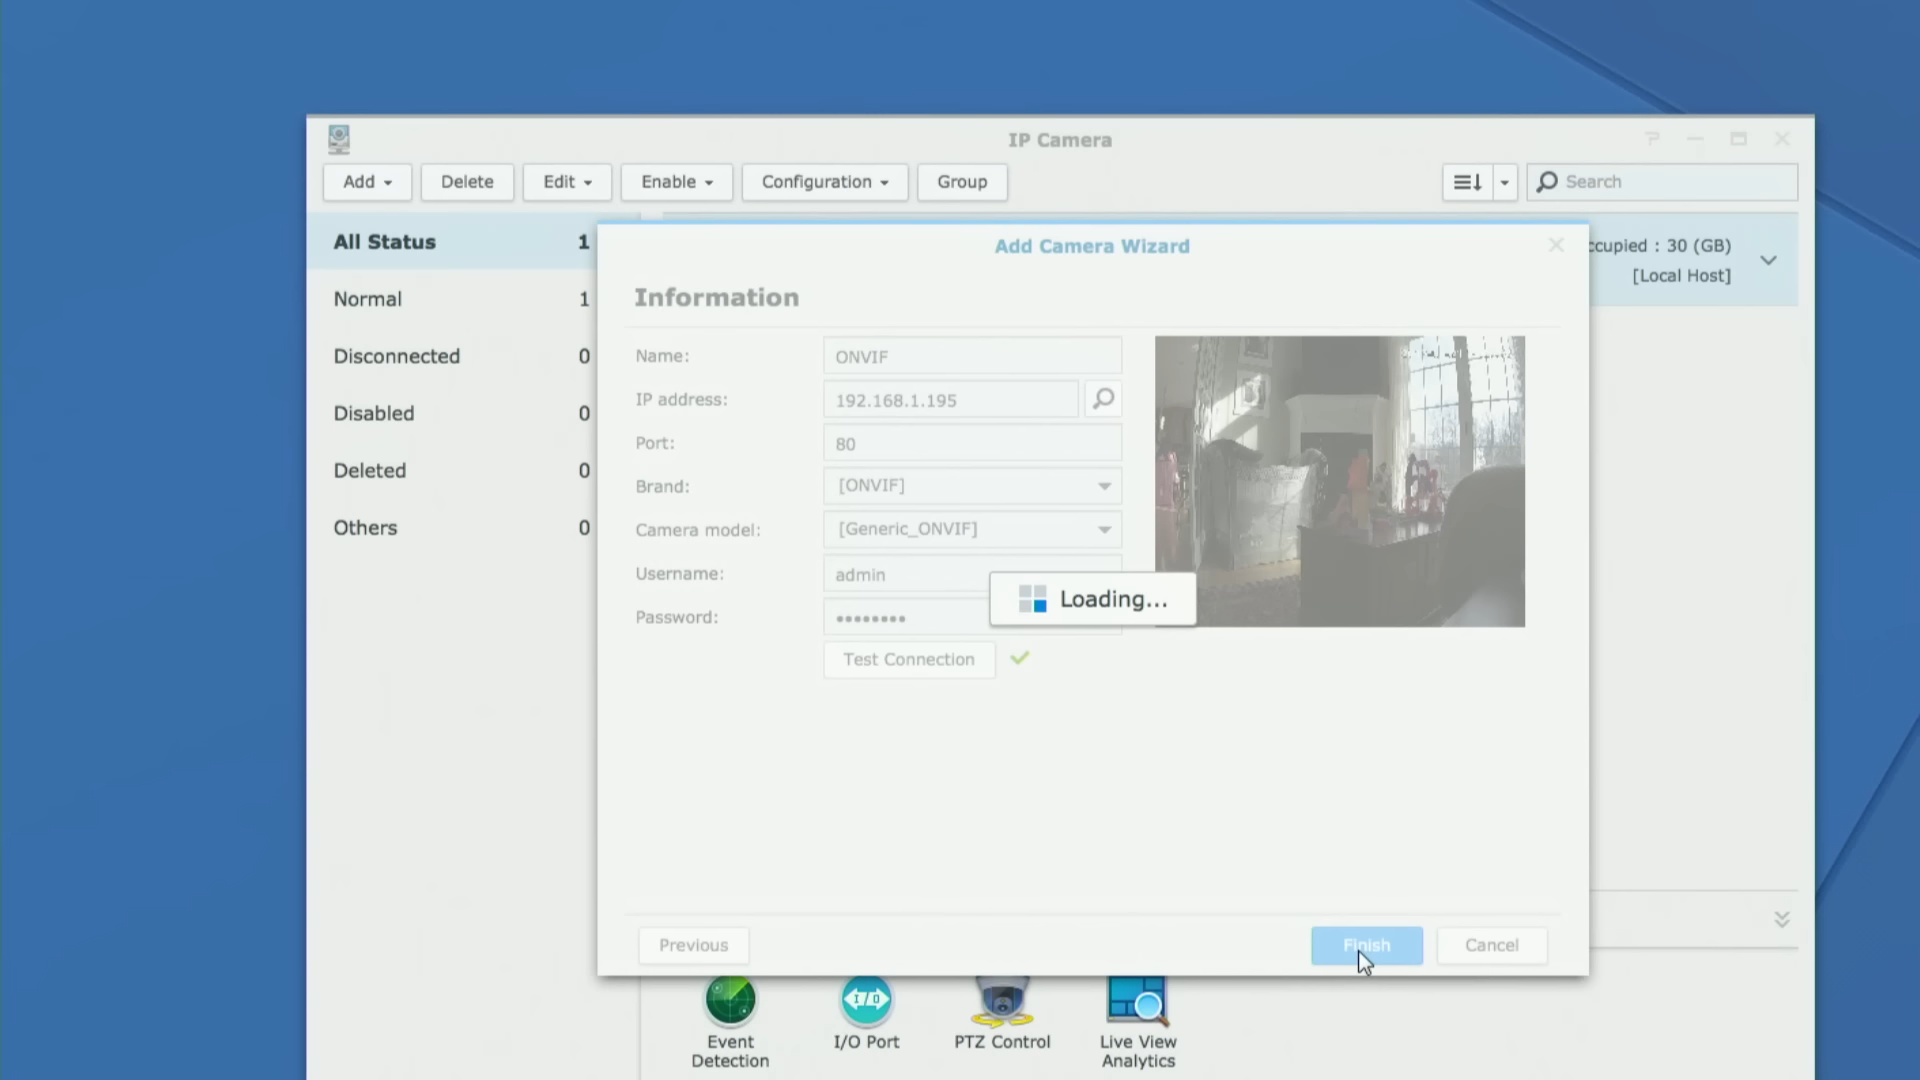 IP Camera
Add
Delete
Edit
Enable
Configuration
Group
Search
All Status 1
Normal 1
Disconnected 0
Disabled 0
Deleted 0
Others 0
ccupied : 30 (GB)
[Local Host]
Add Camera Wizard
Information
Name: ONVIF
IP address: 192.168.1.195
Port: 80
Brand: [ONVIF]
Camera model: [Generic_ONVIF]
Username: admin
Password: ••••••••
Loading...
Test Connection
Previous
Finish
Cancel
Event
Detection
I/O
I/O Port
PTZ Control
Live View
Analytics